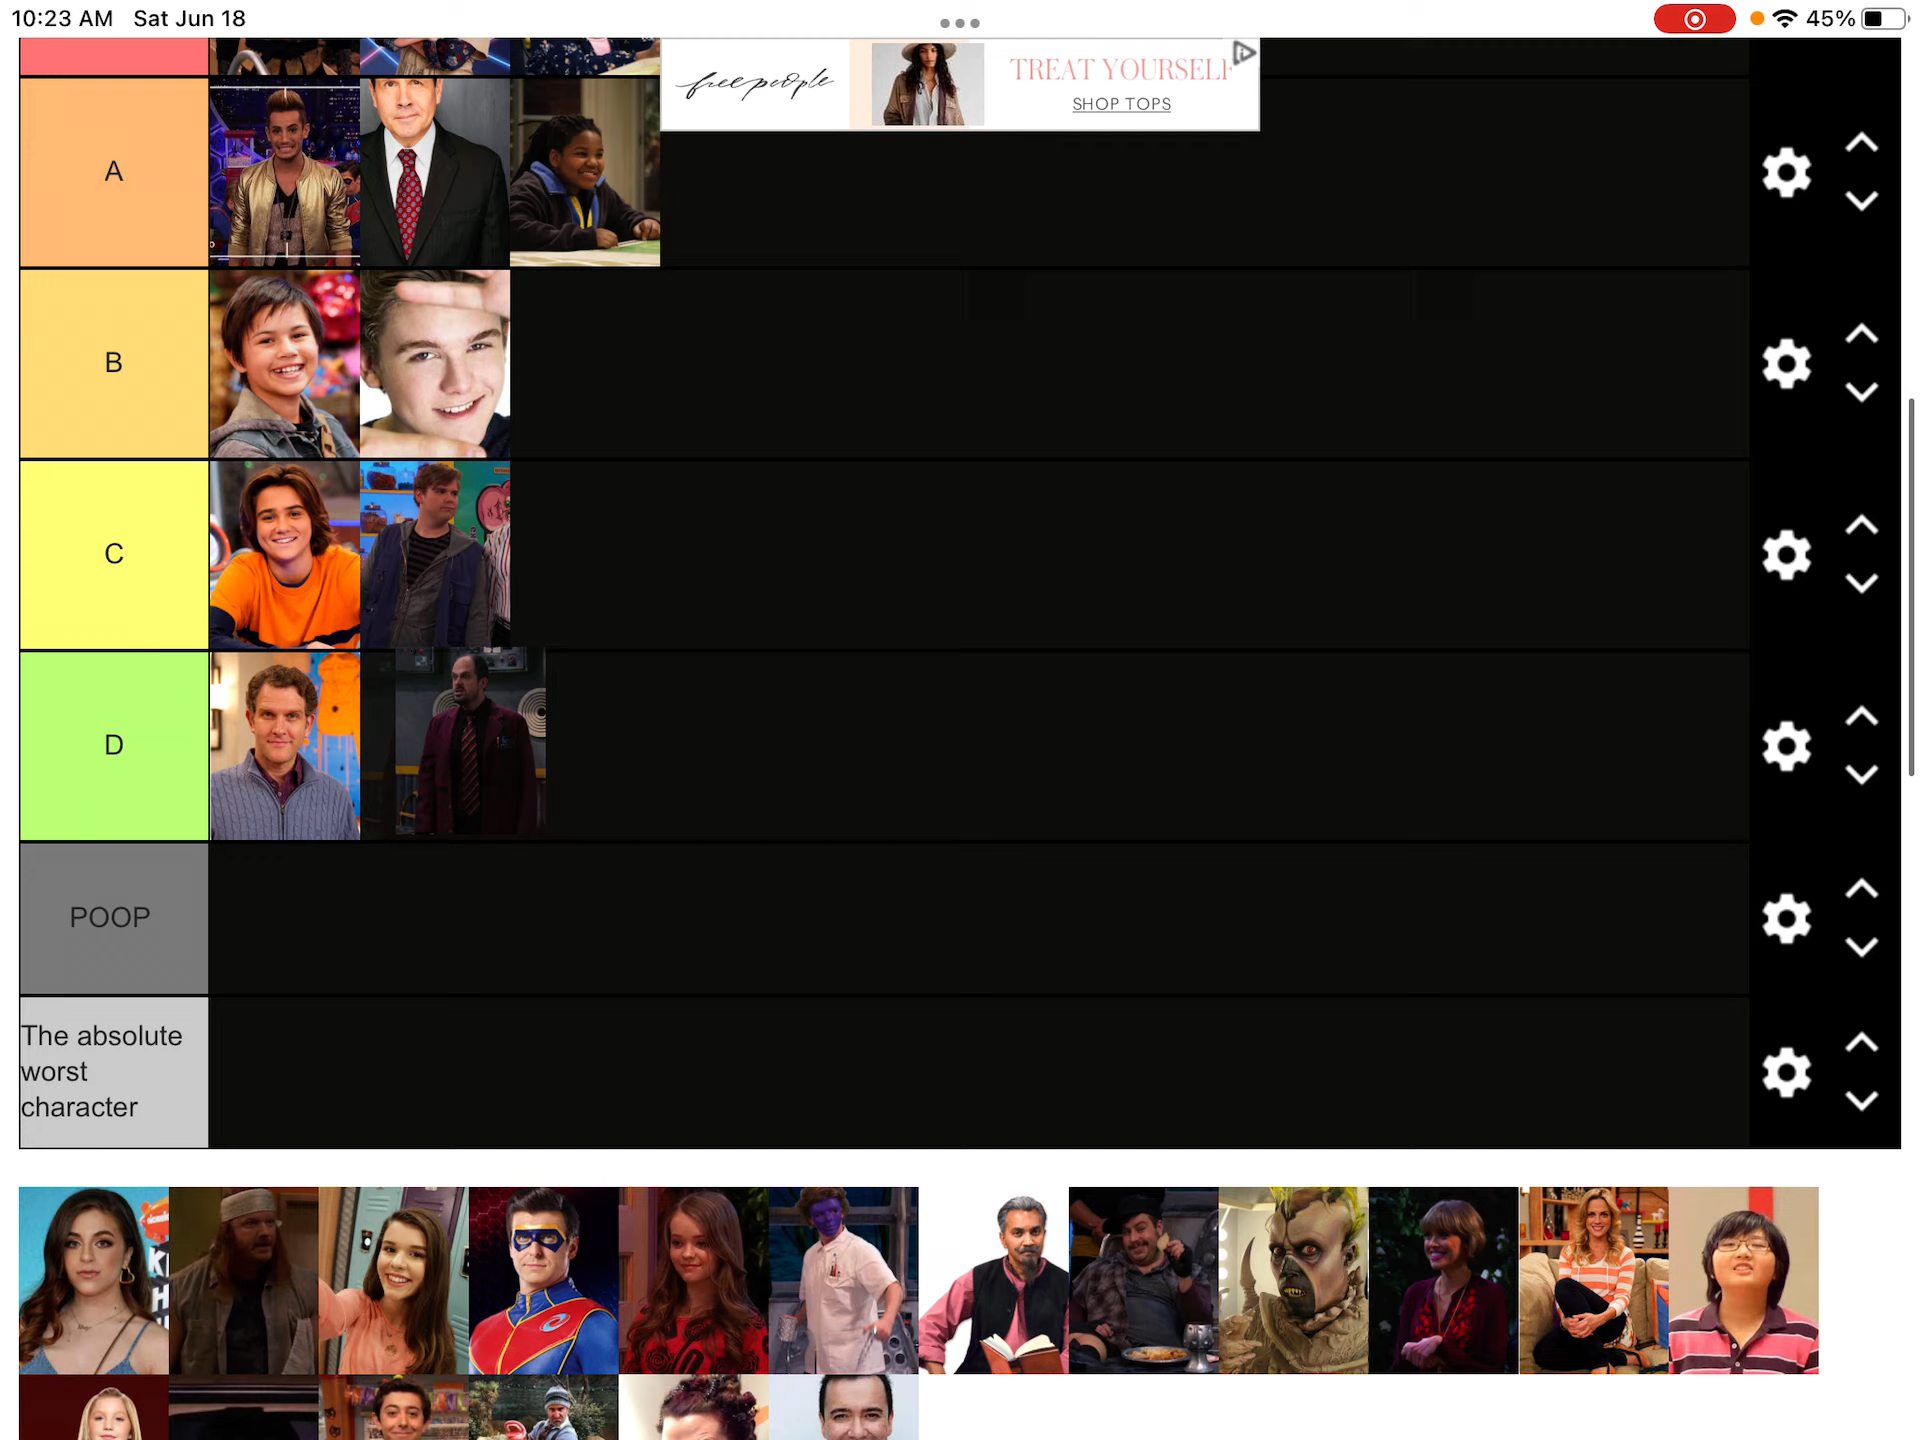 10:23 AM Sat Jun 18
45%
free people
TREAT YOURSELF
SHOP TOPS
A
B
C
D
POOP
The absolute
worst
character